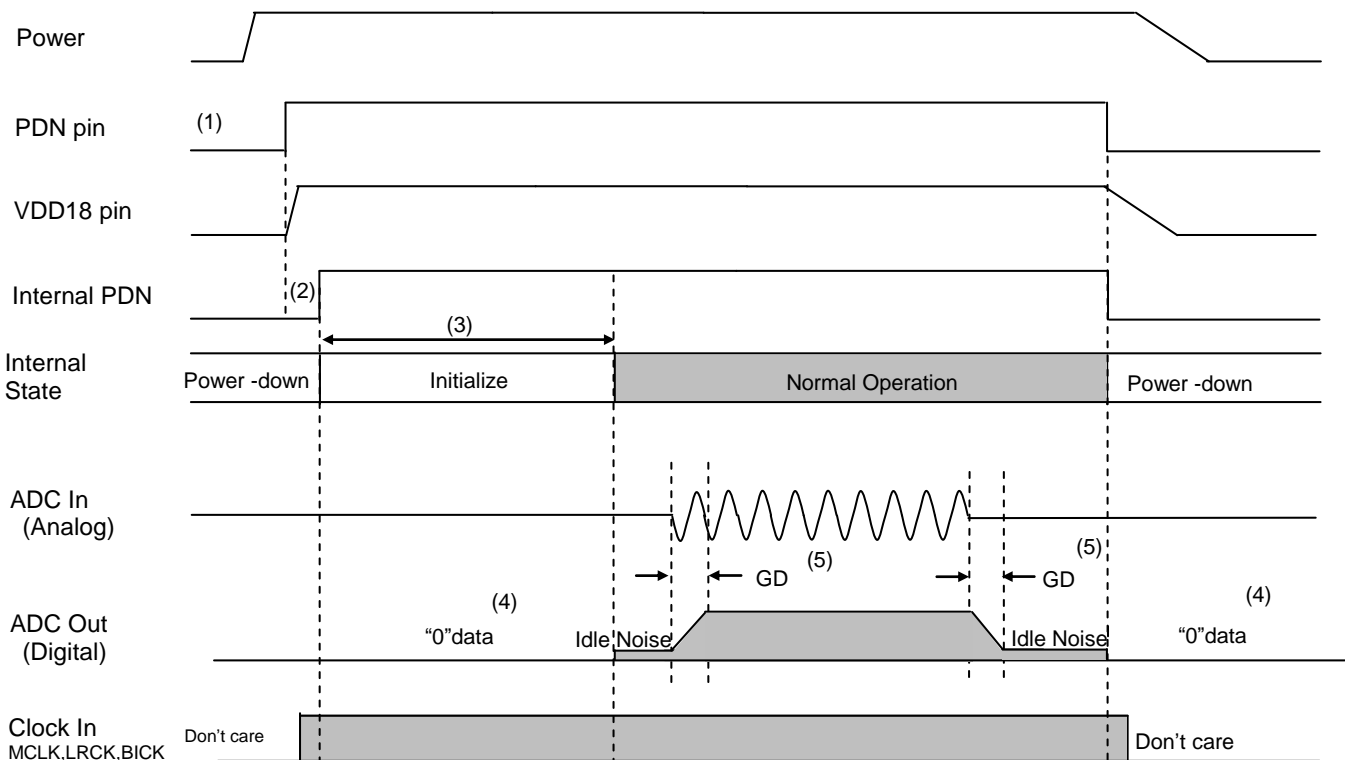 Power
PDN pin
(1)
VDD18 pin
Internal PDN
(2)
(3)
Internal
State
Power -down
Initialize
Normal Operation
Power -down
ADC In
(Analog)
(5)
(5)
GD
GD
ADC Out
(Digital)
(4)
“0”data
Idle Noise
Idle Noise
(4)
“0”data
Clock In
MCLK,LRCK,BICK
Don’t care
Don’t care